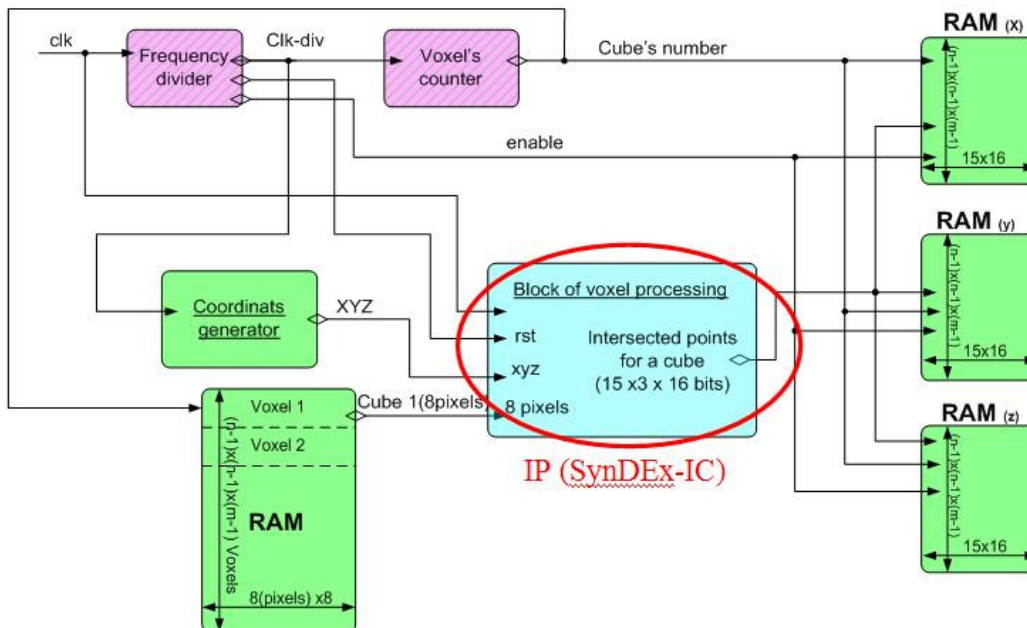 clk
Frequency
divider
Clk-div
Voxel's
counter
Cube's number
enable
RAM (X)
(n-1)x(n-1)x(m-1)
15x16
RAM (y)
(n-1)x(n-1)x(m-1)
15x16
RAM (z)
(n-1)x(n-1)x(m-1)
15x16
Coordinats
generator
XYZ
Block of voxel processing
rst
xyz
8 pixels
Intersected points
for a cube
(15 x3 x 16 bits)
IP (SynDEx-IC)
Cube 1(8pixels)
Voxel 1
Voxel 2
(n-1)x(n-1)x(m-1) Voxels
RAM
8(pixels) x8